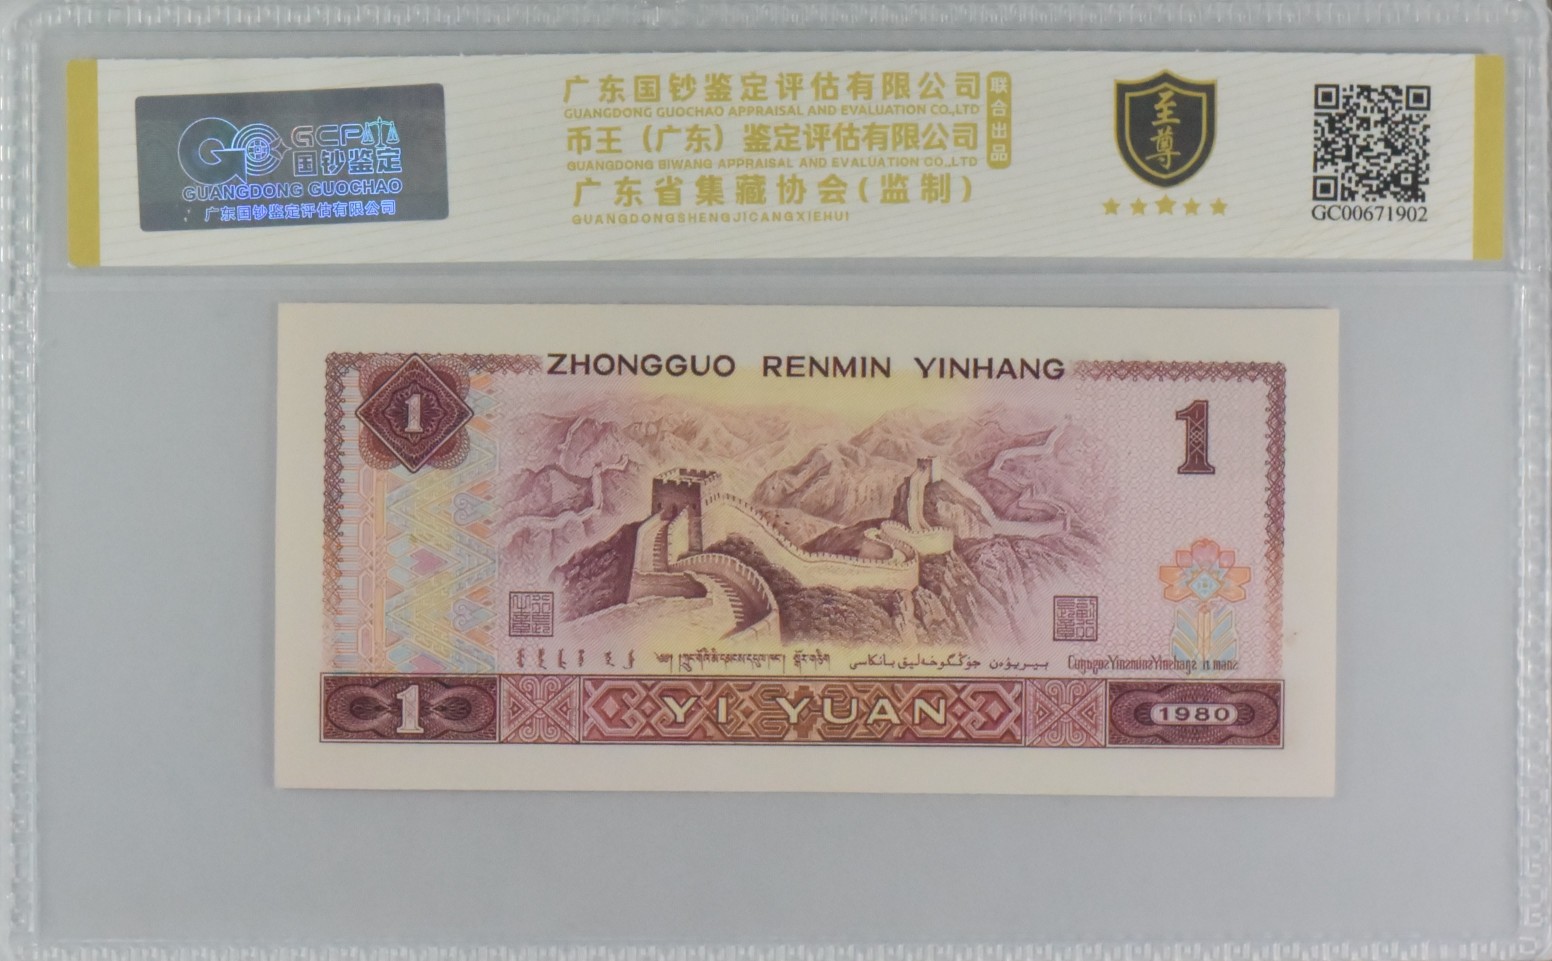 GCP
国钞鉴定
GUANGDONG GUOCHAO
广东国钞鉴定评估有限公司
广东国钞鉴定评估有限公司
GUANGDONG GUOCHAO APPRAISAL AND EVALUATION CO.,LTD
币王（广东）鉴定评估有限公司
GUANGDONG BIWANG APPRAISAL AND EVALUATION CO.,LTD
广东省集藏协会(监制)
GUANGDONGSHENGJICANGXIEHUI
联合出品
至尊
GC00671902
ZHONGGUO RENMIN YINHANG
1
1
1
YI YUAN
1980